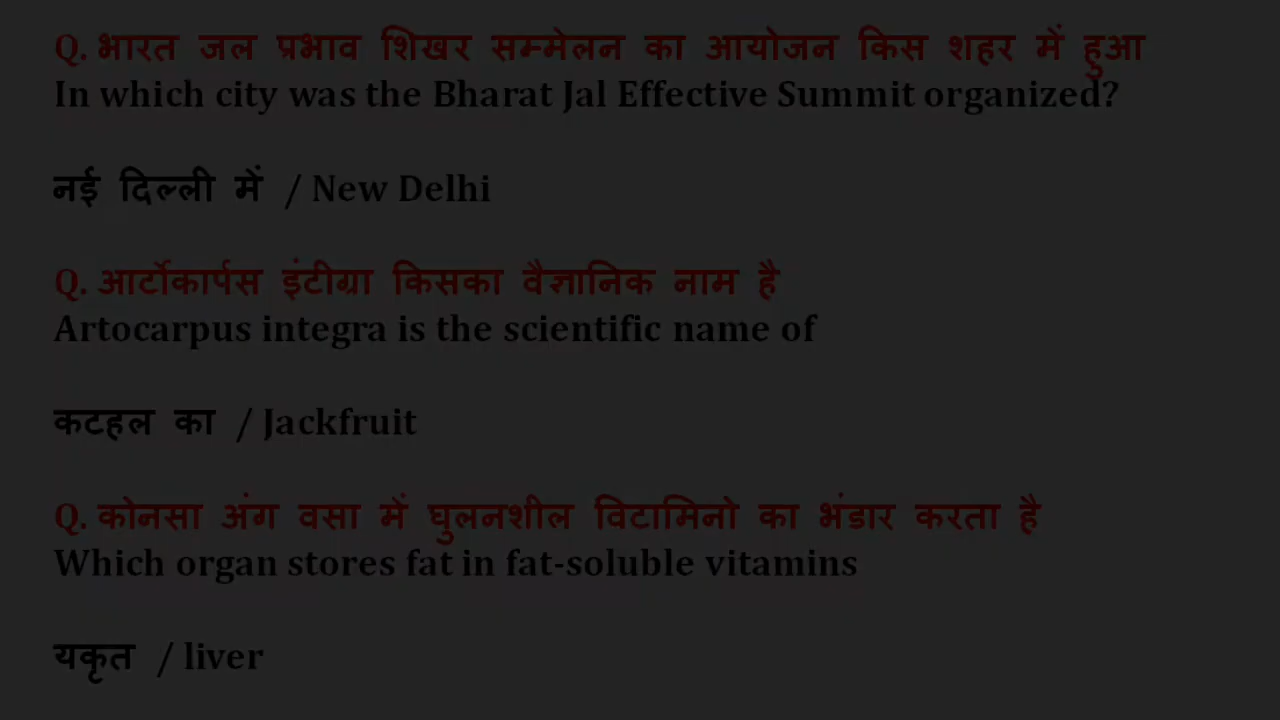 Q. भारत जल प्रभाव शिखर सम्मेलन का आयोजन किस शहर में हुआ
In which city was the Bharat Jal Effective Summit organized?
नई दिल्ली में / New Delhi
Q. आर्टोकार्पस इंटीग्रा किसका वैज्ञानिक नाम है
Artocarpus integra is the scientific name of
कटहल का / Jackfruit
Q. कोनसा अंग वसा में घुलनशील विटामिनो का भंडार करता है
Which organ stores fat in fat-soluble vitamins
यकृत / liver